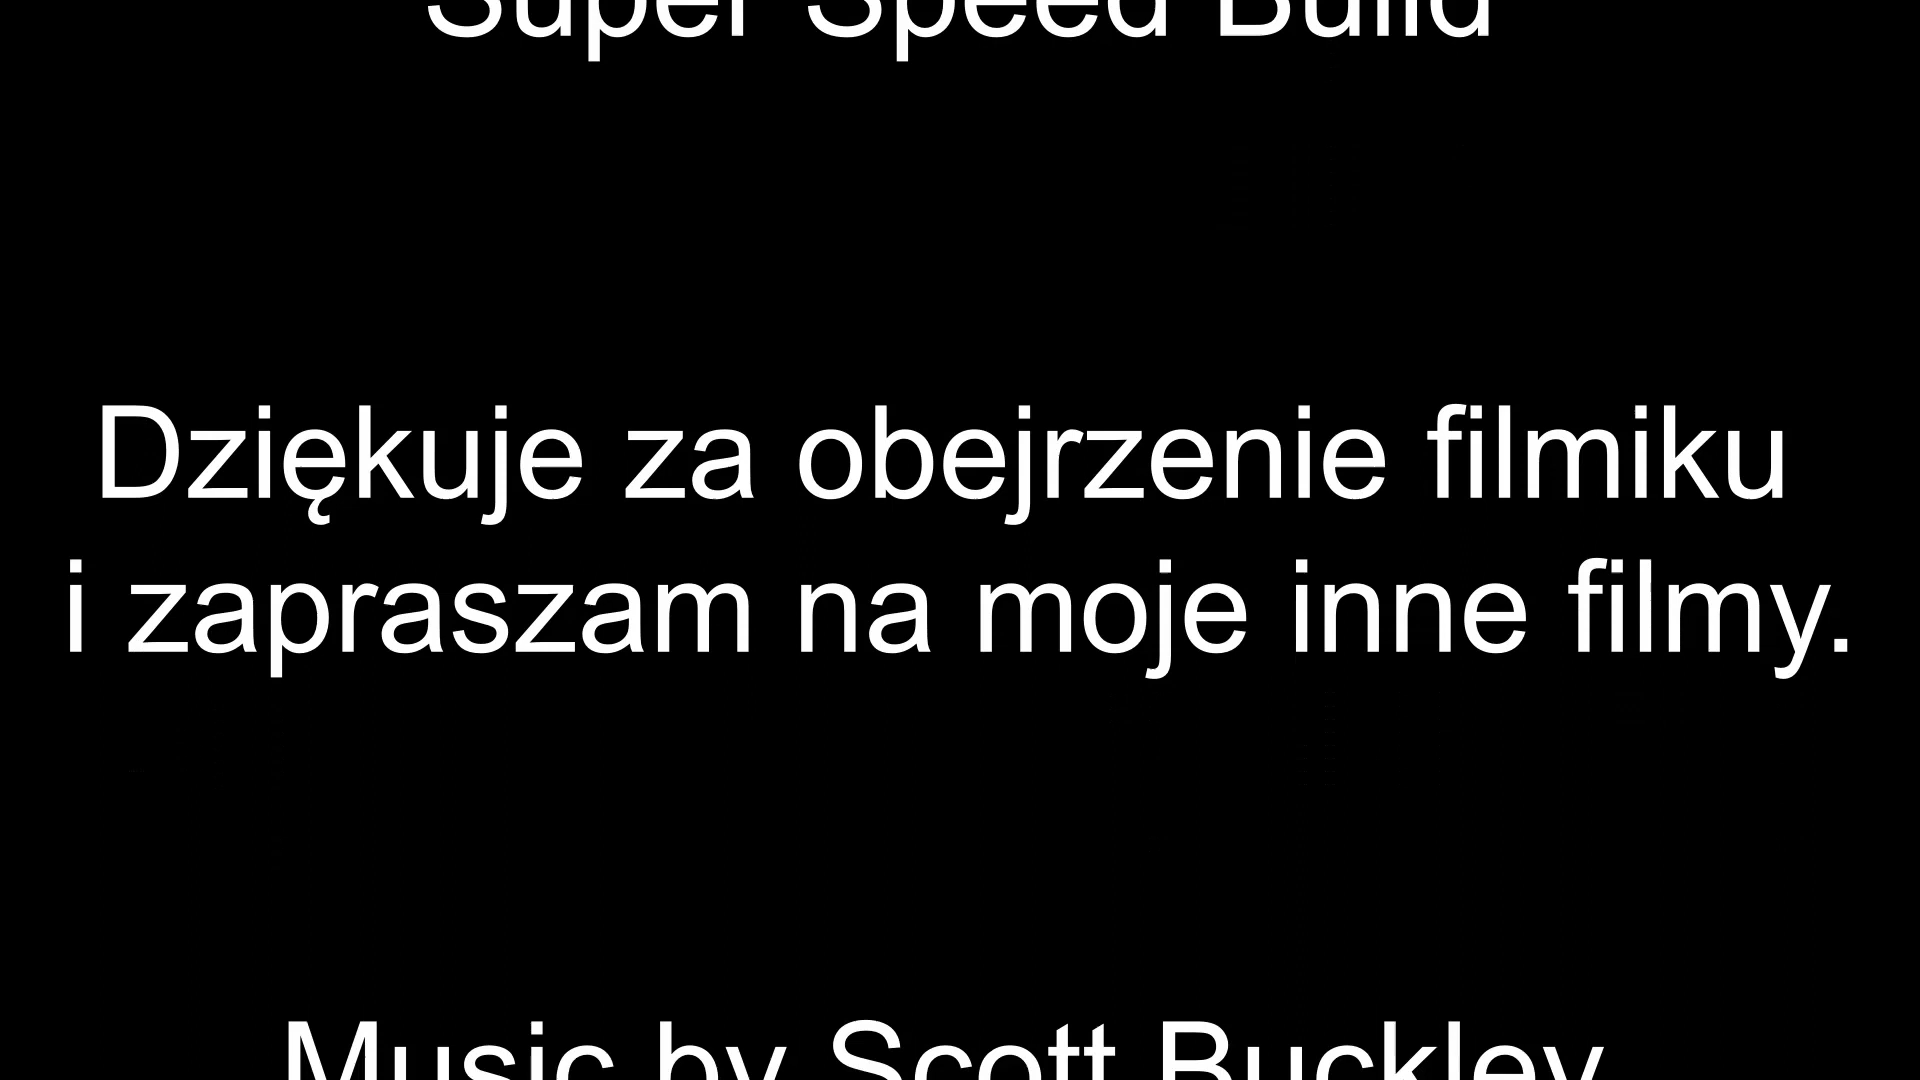 Super Speed Build
Dziękuje za obejrzenie filmiku
i zapraszam na moje inne filmy.
Music by Scott Buckley